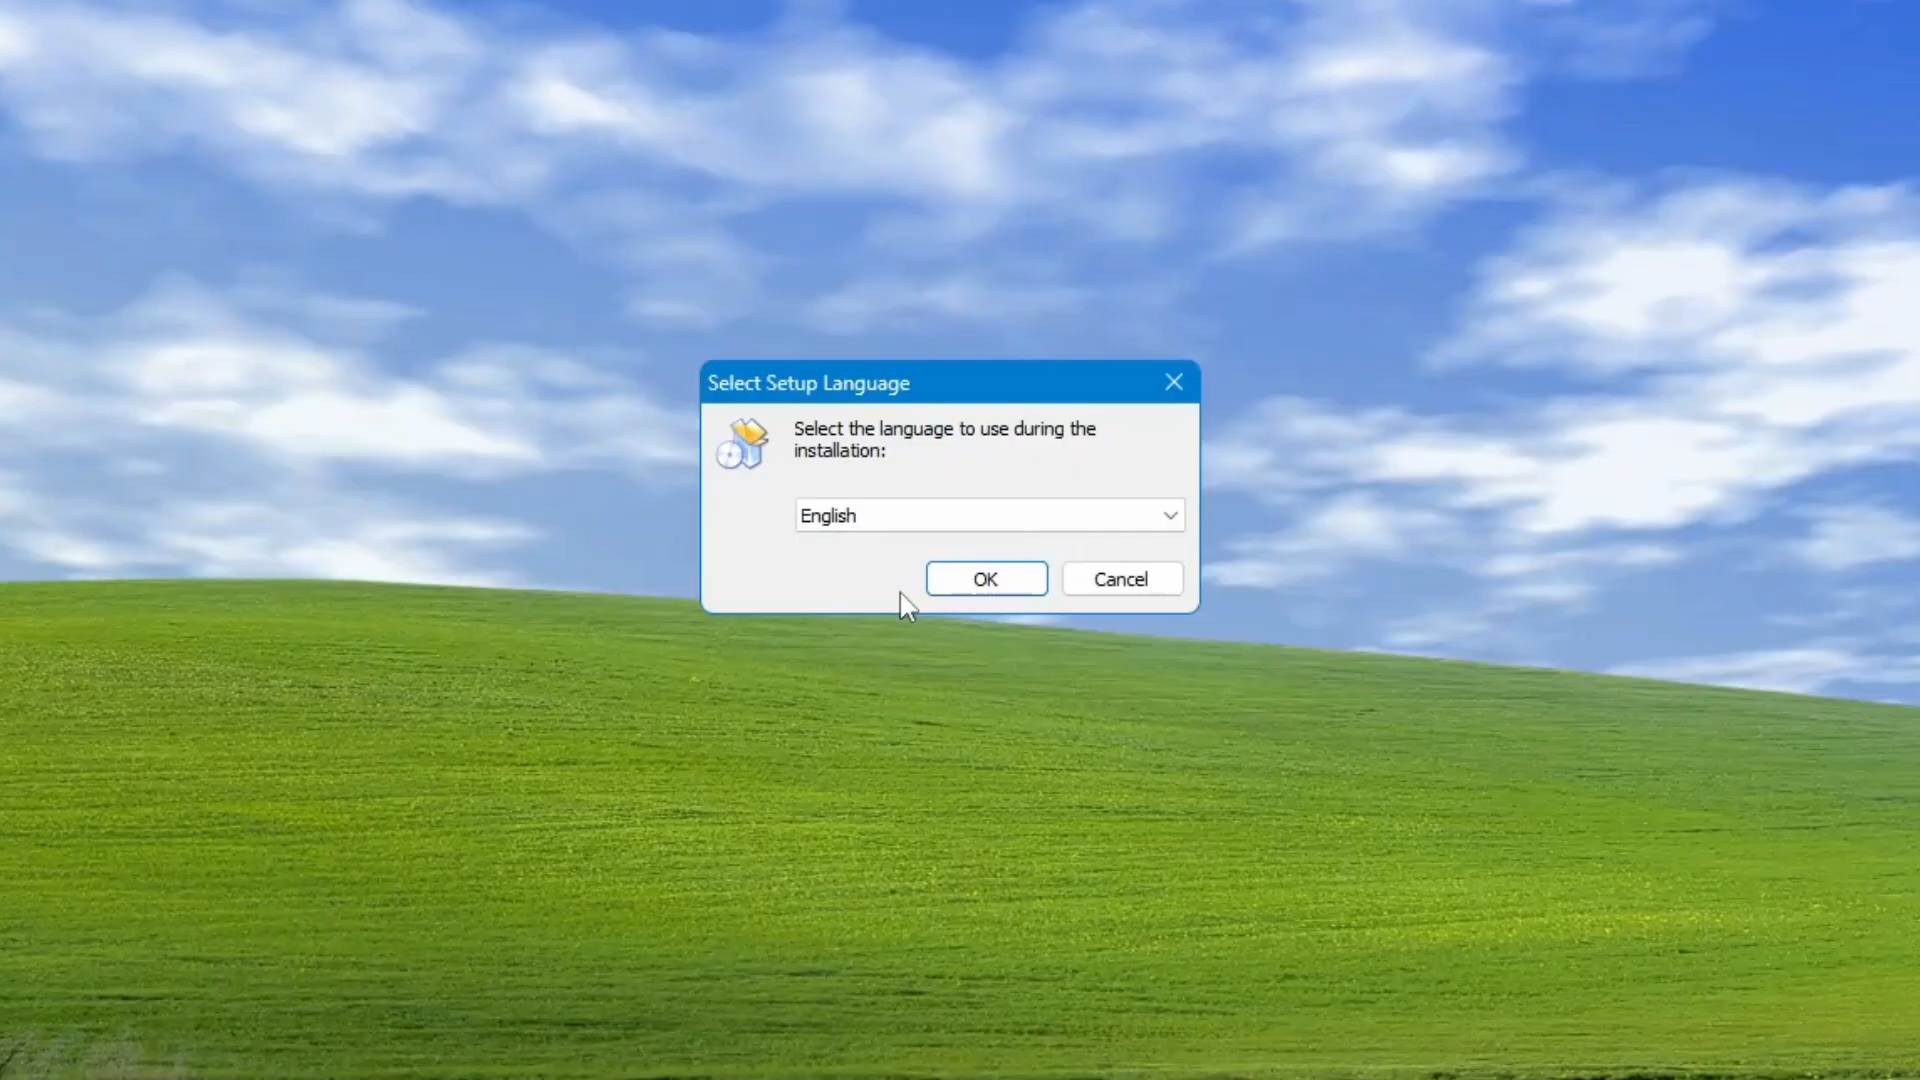 Select Setup Language
Select the language to use during the
installation:
English
OK
Cancel